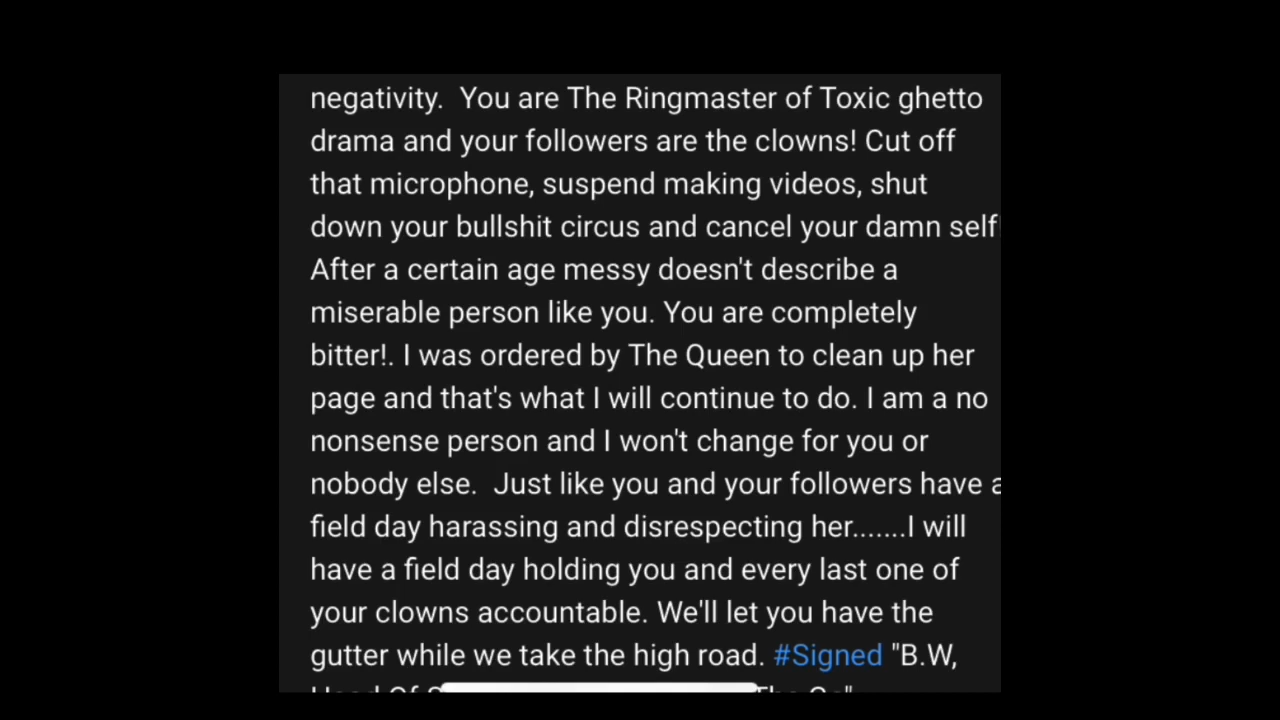 negativity.  You are The Ringmaster of Toxic ghetto
drama and your followers are the clowns! Cut off
that microphone, suspend making videos, shut
down your bullshit circus and cancel your damn self!
After a certain age messy doesn't describe a
miserable person like you. You are completely
bitter!. I was ordered by The Queen to clean up her
page and that's what I will continue to do. I am a no
nonsense person and I won't change for you or
nobody else.  Just like you and your followers have a
field day harassing and disrespecting her.......I will
have a field day holding you and every last one of
your clowns accountable. We'll let you have the
gutter while we take the high road. #Signed "B.W,
Head Of